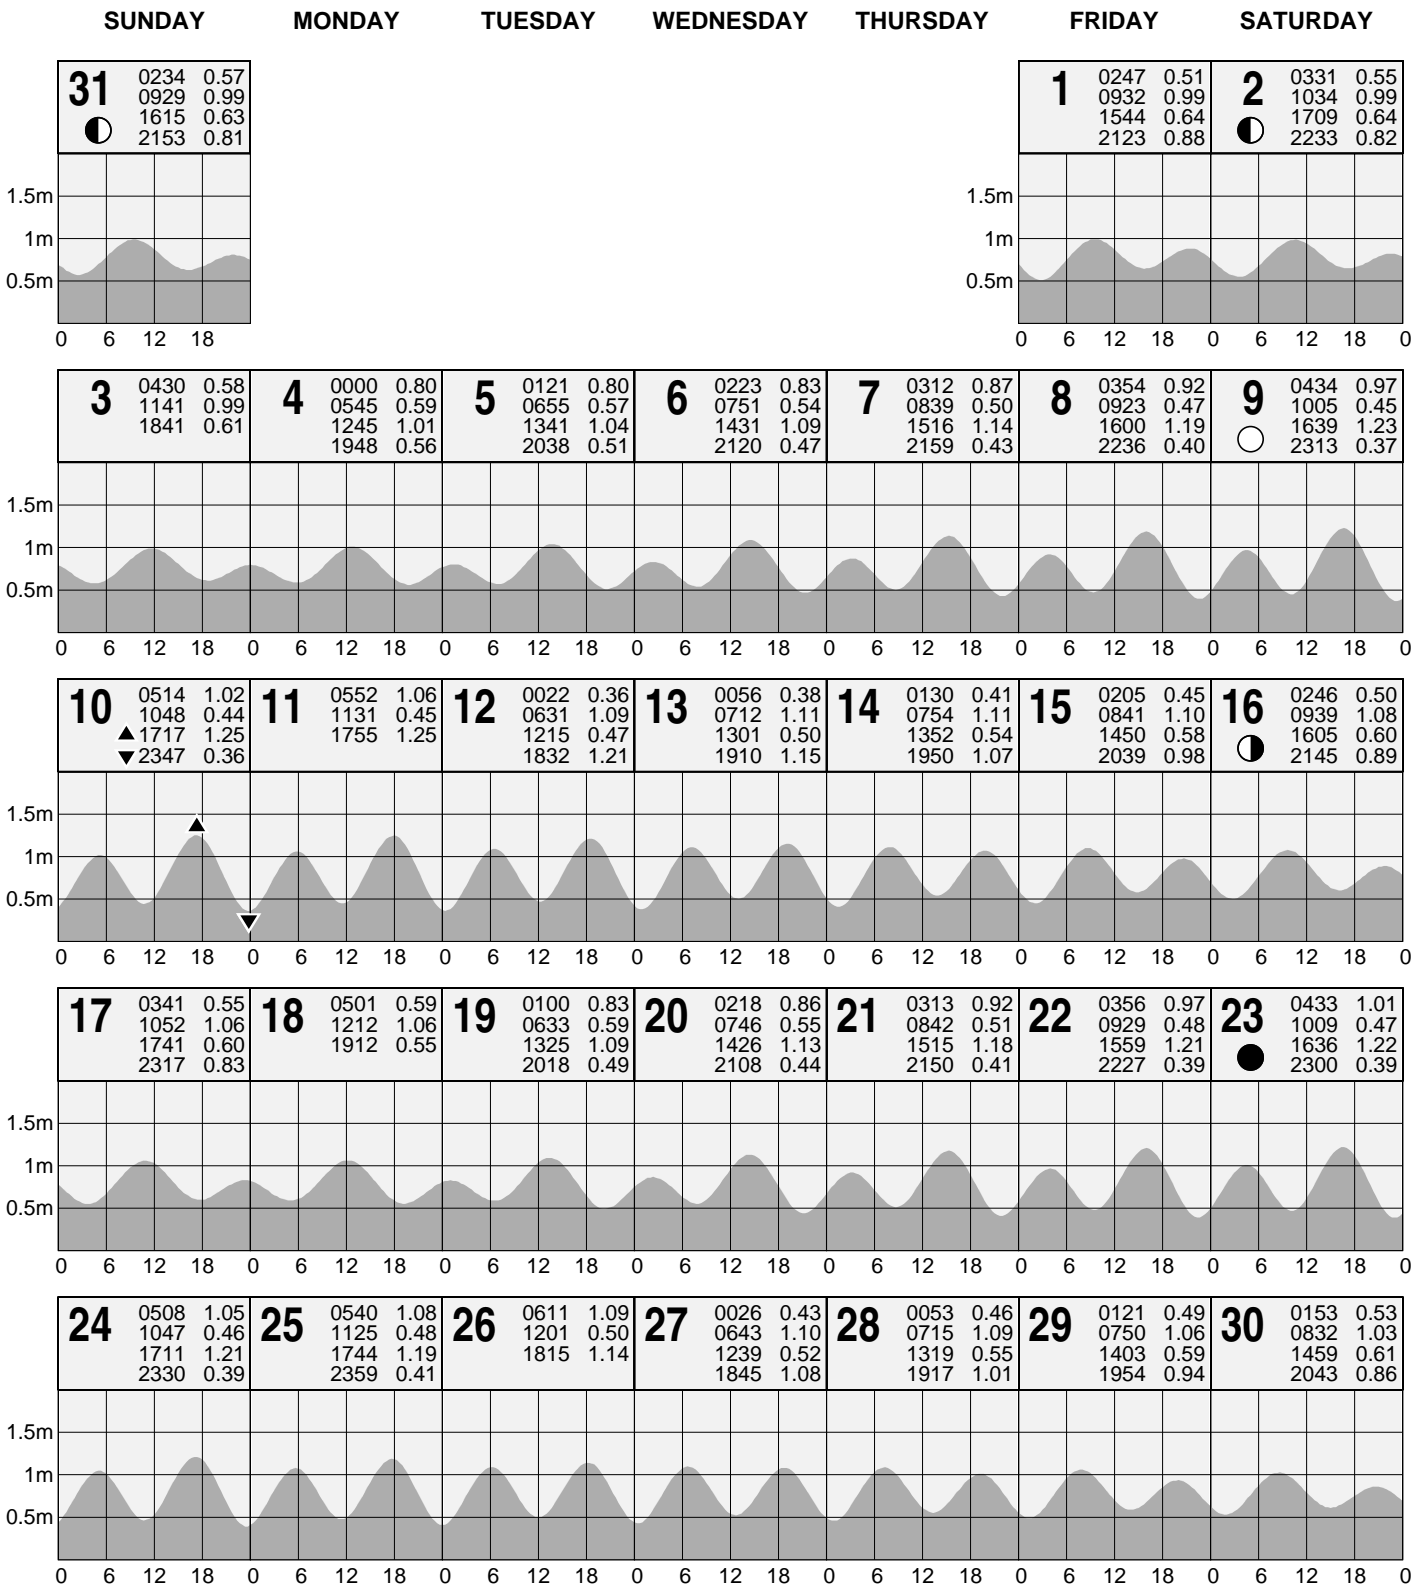 SUNDAY MONDAY TUESDAY WEDNESDAY THURSDAY FRIDAY SATURDAY
31 0234 0.57
0929 0.99
1615 0.63
2153 0.81
1 0247 0.51
0932 0.99
1544 0.64
2123 0.88
2 0331 0.55
1034 0.99
1709 0.64
2233 0.82
1.5m 1.5m
1m 1m
0.5m 0.5m
0 6 12 18 0 6 12 18 0 6 12 18 0
3 0430 0.58
1141 0.99
1841 0.61
4 0000 0.80
0545 0.59
1245 1.01
1948 0.56
5 0121 0.80
0655 0.57
1341 1.04
2038 0.51
6 0223 0.83
0751 0.54
1431 1.09
2120 0.47
7 0312 0.87
0839 0.50
1516 1.14
2159 0.43
8 0354 0.92
0923 0.47
1600 1.19
2236 0.40
9 0434 0.97
1005 0.45
1639 1.23
2313 0.37
1.5m
1m
0.5m
0 6 12 18 0 6 12 18 0 6 12 18 0 6 12 18 0 6 12 18 0 6 12 18 0 6 12 18 0
10 0514 1.02
1048 0.44
1717 1.25
2347 0.36
11 0552 1.06
1131 0.45
1755 1.25
12 0022 0.36
0631 1.09
1215 0.47
1832 1.21
13 0056 0.38
0712 1.11
1301 0.50
1910 1.15
14 0130 0.41
0754 1.11
1352 0.54
1950 1.07
15 0205 0.45
0841 1.10
1450 0.58
2039 0.98
16 0246 0.50
0939 1.08
1605 0.60
2145 0.89
1.5m
1m
0.5m
0 6 12 18 0 6 12 18 0 6 12 18 0 6 12 18 0 6 12 18 0 6 12 18 0 6 12 18 0
17 0341 0.55
1052 1.06
1741 0.60
2317 0.83
18 0501 0.59
1212 1.06
1912 0.55
19 0100 0.83
0633 0.59
1325 1.09
2018 0.49
20 0218 0.86
0746 0.55
1426 1.13
2108 0.44
21 0313 0.92
0842 0.51
1515 1.18
2150 0.41
22 0356 0.97
0929 0.48
1559 1.21
2227 0.39
23 0433 1.01
1009 0.47
1636 1.22
2300 0.39
1.5m
1m
0.5m
0 6 12 18 0 6 12 18 0 6 12 18 0 6 12 18 0 6 12 18 0 6 12 18 0 6 12 18 0
24 0508 1.05
1047 0.46
1711 1.21
2330 0.39
25 0540 1.08
1125 0.48
1744 1.19
2359 0.41
26 0611 1.09
1201 0.50
1815 1.14
27 0026 0.43
0643 1.10
1239 0.52
1845 1.08
28 0053 0.46
0715 1.09
1319 0.55
1917 1.01
29 0121 0.49
0750 1.06
1403 0.59
1954 0.94
30 0153 0.53
0832 1.03
1459 0.61
2043 0.86
1.5m
1m
0.5m
0 6 12 18 0 6 12 18 0 6 12 18 0 6 12 18 0 6 12 18 0 6 12 18 0 6 12 18 0